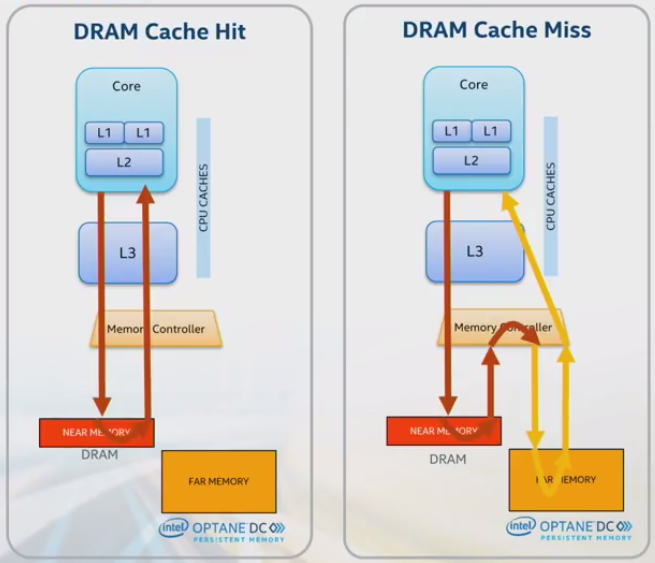 DRAM Cache Hit
Core
L1 L1
L2
CPU CACHES
L3
Memory Controller
NEAR MEMORY
DRAM
FAR MEMORY
intel OPTANE DC
PERSISTENT MEMORY
DRAM Cache Miss
Core
L1 L1
L2
CPU CACHES
L3
Memory Controller
NEAR MEMORY
DRAM
FAR MEMORY
intel OPTANE DC
PERSISTENT MEMORY